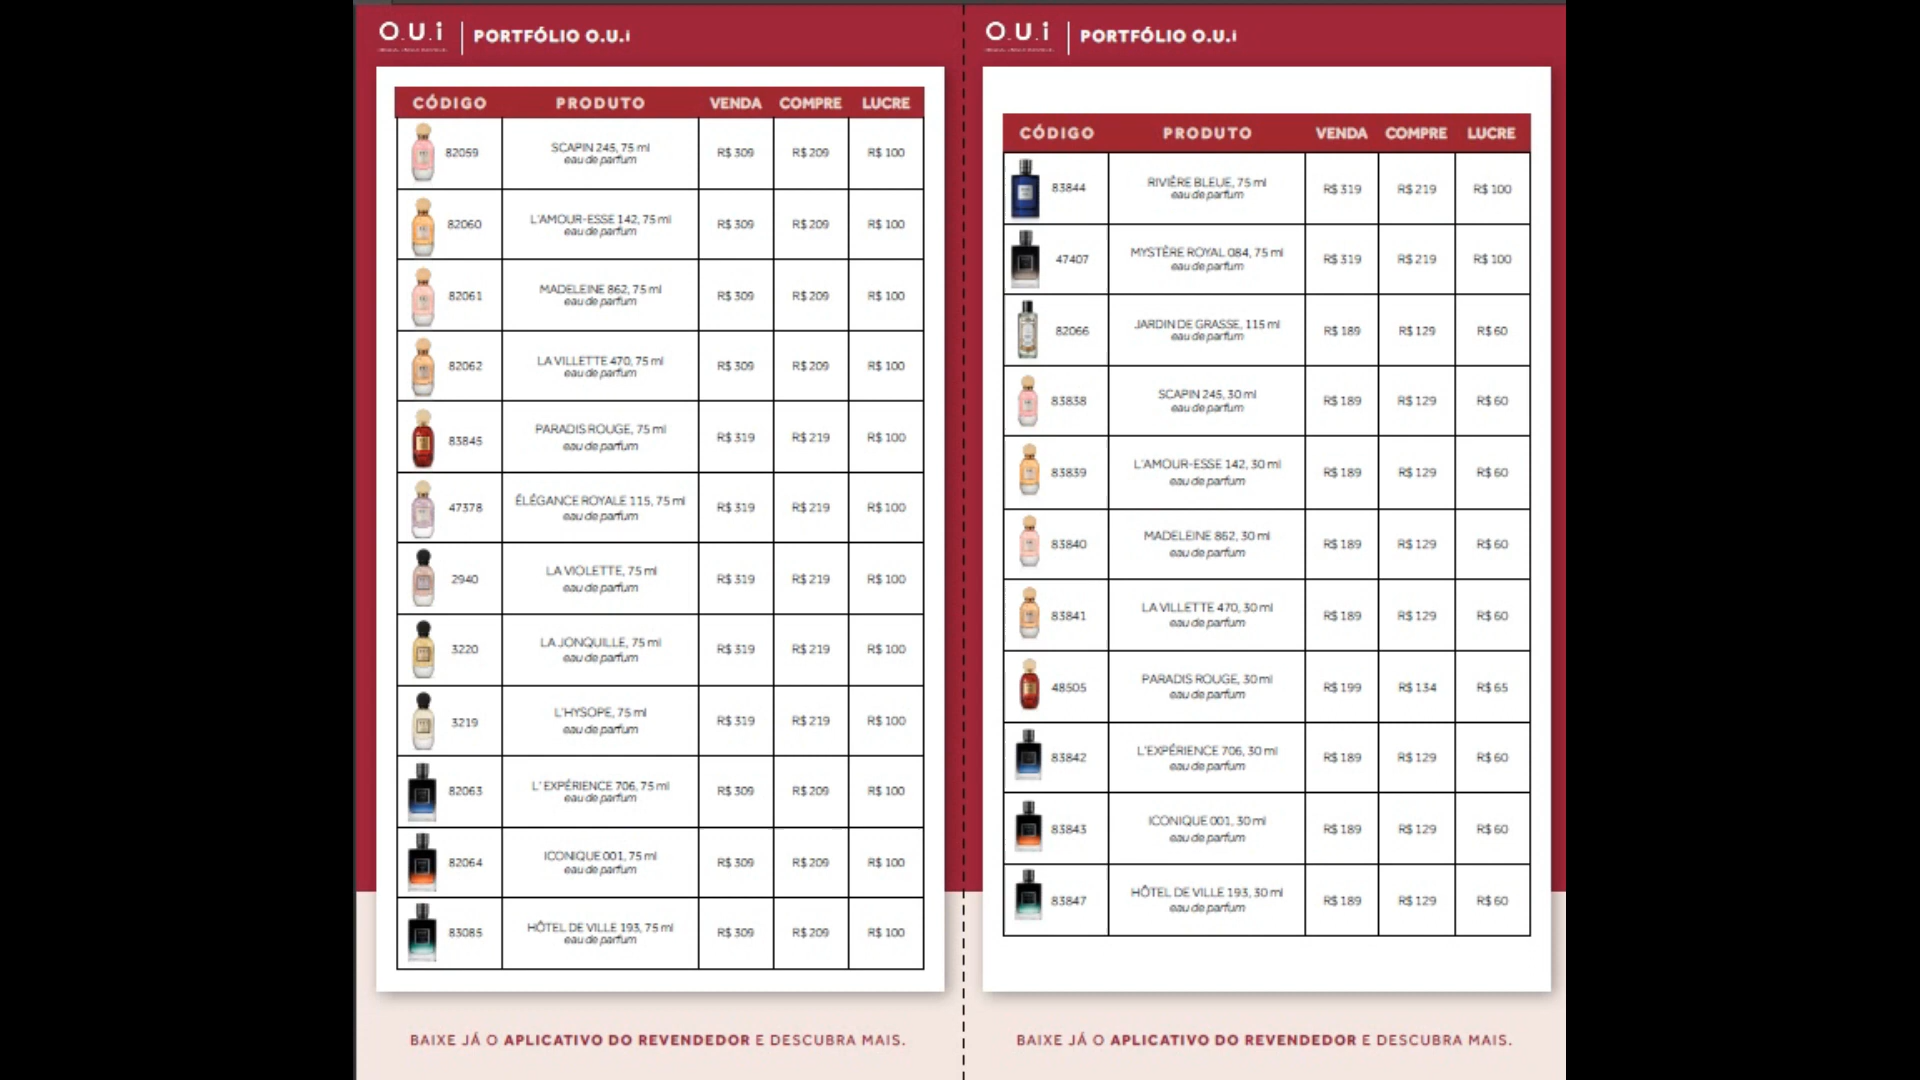 O.U.i
PORTFÓLIO O.U.i
CÓDIGO PRODUTO VENDA COMPRE LUCRE
82059 SCAPIN 245, 75 ml R$ 309 R$ 209 R$ 100
eau de parfum
82060 L'AMOUR-ESSE 142, 75 ml R$ 309 R$ 209 R$ 100
eau de parfum
82061 MADELEINE 862, 75 ml R$ 309 R$ 209 R$ 100
eau de parfum
82062 LA VILLETTE 470, 75 ml R$ 309 R$ 209 R$ 100
eau de parfum
83845 PARADIS ROUGE, 75 ml R$ 319 R$ 219 R$ 100
eau de parfum
47378 ÉLÉGANCE ROYALE 115, 75 ml R$ 319 R$ 219 R$ 100
eau de parfum
2940 LA VIOLETTE, 75 ml R$ 319 R$ 219 R$ 100
eau de parfum
3220 LA JONQUILLE, 75 ml R$ 319 R$ 219 R$ 100
eau de parfum
3219 L'HYSOPE, 75 ml R$ 319 R$ 219 R$ 100
eau de parfum
82063 L'EXPÉRIENCE 706, 75 ml R$ 309 R$ 209 R$ 100
eau de parfum
82064 ICONIQUE 001, 75 ml R$ 309 R$ 209 R$ 100
eau de parfum
83085 HÔTEL DE VILLE 193, 75 ml R$ 309 R$ 209 R$ 100
eau de parfum
BAIXE JÁ O APLICATIVO DO REVENDEDOR E DESCUBRA MAIS.
O.U.i
PORTFÓLIO O.U.i
CÓDIGO PRODUTO VENDA COMPRE LUCRE
83844 RIVIÈRE BLEUE, 75 ml R$ 319 R$ 219 R$ 100
eau de parfum
47407 MYSTÈRE ROYAL 084, 75 ml R$ 319 R$ 219 R$ 100
eau de parfum
82066 JARDIN DE GRASSE, 115 ml R$ 189 R$ 129 R$ 60
eau de parfum
83838 SCAPIN 245, 30 ml R$ 189 R$ 129 R$ 60
eau de parfum
83839 L'AMOUR-ESSE 142, 30 ml R$ 189 R$ 129 R$ 60
eau de parfum
83840 MADELEINE 862, 30 ml R$ 189 R$ 129 R$ 60
eau de parfum
83841 LA VILLETTE 470, 30 ml R$ 189 R$ 129 R$ 60
eau de parfum
48505 PARADIS ROUGE, 30 ml R$ 199 R$ 134 R$ 65
eau de parfum
83842 L'EXPÉRIENCE 706, 30 ml R$ 189 R$ 129 R$ 60
eau de parfum
83843 ICONIQUE 001, 30 ml R$ 189 R$ 129 R$ 60
eau de parfum
83847 HÔTEL DE VILLE 193, 30 ml R$ 189 R$ 129 R$ 60
eau de parfum
BAIXE JÁ O APLICATIVO DO REVENDEDOR E DESCUBRA MAIS.